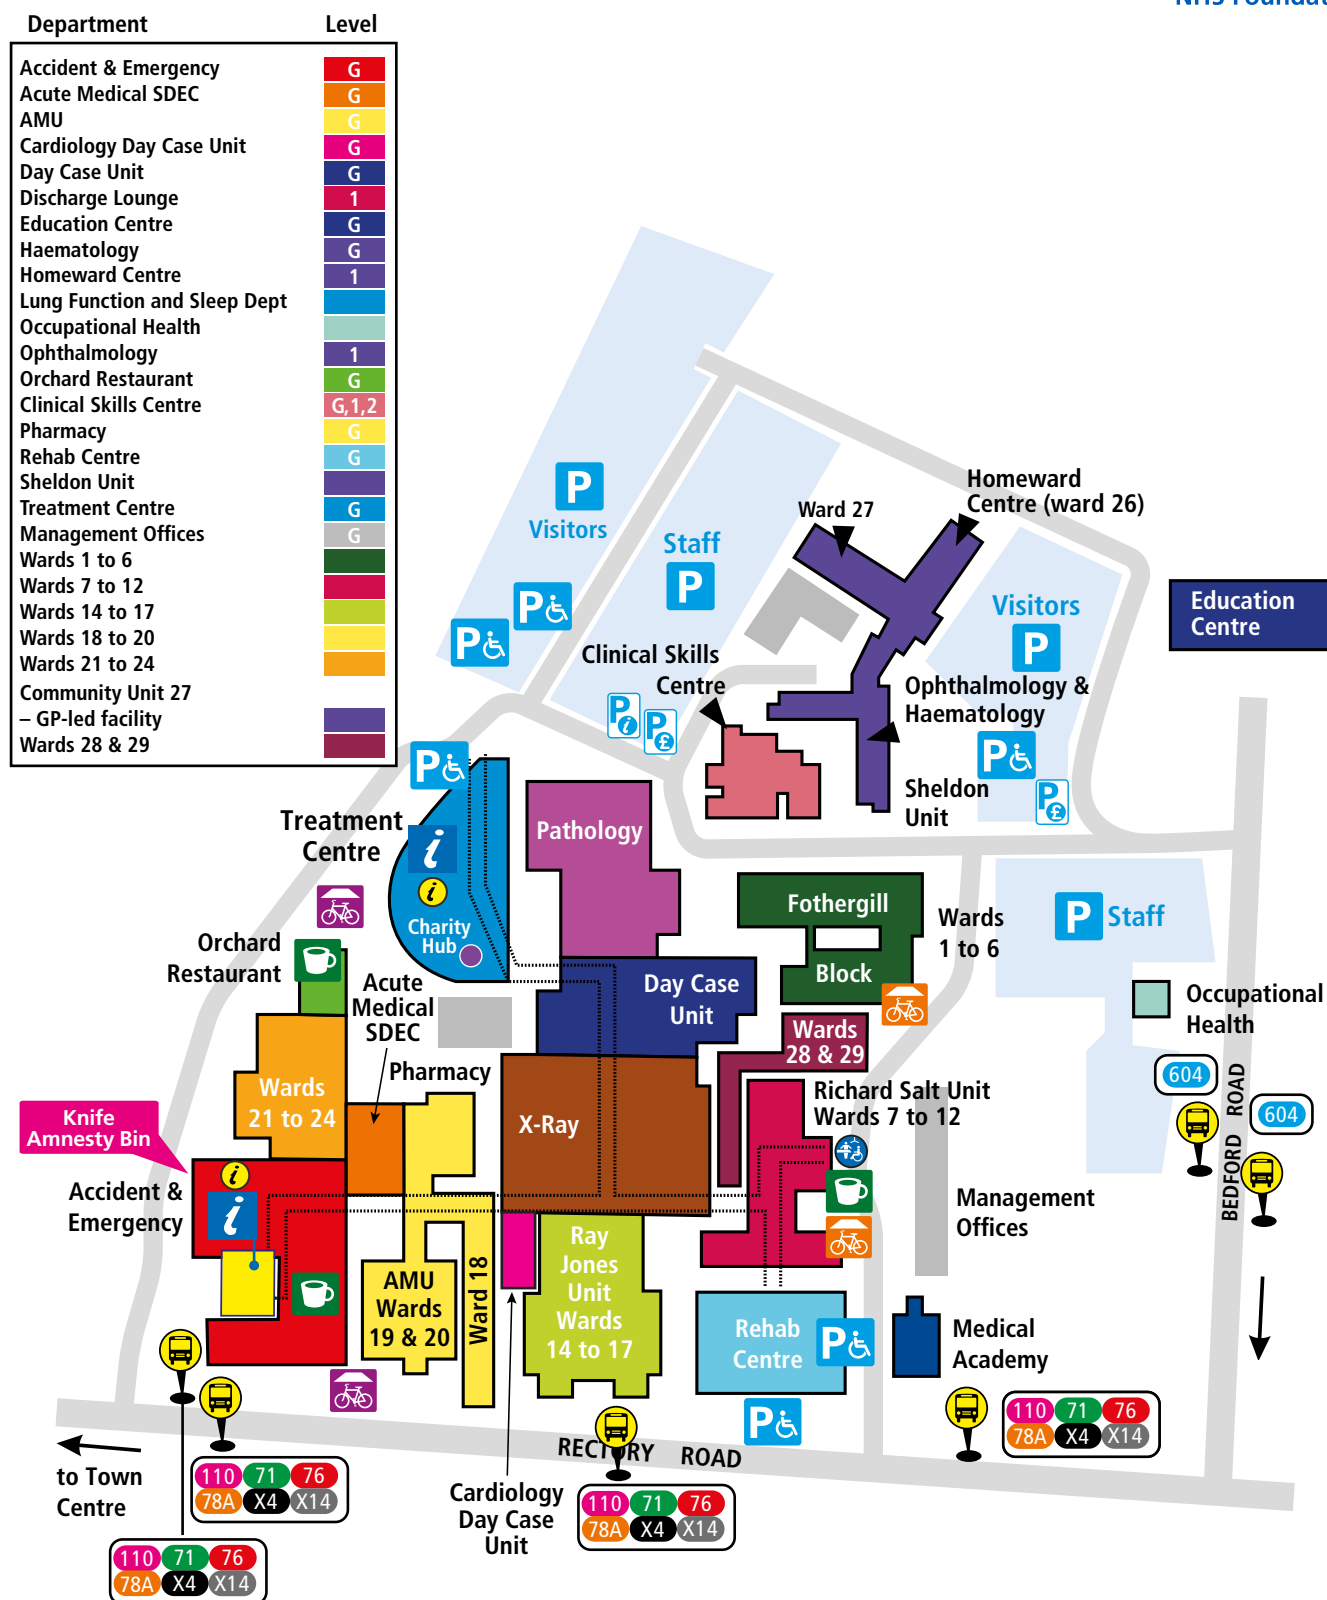 NHS Foundat
Department Level
Accident & Emergency G
Acute Medical SDEC G
AMU G
Cardiology Day Case Unit G
Day Case Unit G
Discharge Lounge 1
Education Centre G
Haematology G
Homeward Centre 1
Lung Function and Sleep Dept
Occupational Health
Ophthalmology 1
Orchard Restaurant G
Clinical Skills Centre G,1,2
Pharmacy G
Rehab Centre G
Sheldon Unit
Treatment Centre G
Management Offices G
Wards 1 to 6
Wards 7 to 12
Wards 14 to 17
Wards 18 to 20
Wards 21 to 24
Community Unit 27
– GP-led facility
Wards 28 & 29
P
Visitors
P
P
Staff
P
Ward 27
Homeward
Centre (ward 26)
Visitors
P
Education
Centre
Clinical Skills
Centre
P i
P £
Ophthalmology &
Haematology
P
P £
Sheldon
Unit
P
Treatment
Centre
i
i
Charity
Hub
Pathology
Fothergill
Block
Wards
1 to 6
P Staff
Orchard
Restaurant
Acute
Medical
SDEC
Day Case
Unit
Occupational
Health
Wards
28 & 29
Pharmacy
Wards
21 to 24
X-Ray
Richard Salt Unit
Wards 7 to 12
604
604
BEDFORD ROAD
Knife
Amnesty Bin
Accident &
Emergency
i
i
Management
Offices
AMU
Wards
19 & 20
Ward 18
Ray
Jones
Unit
Wards
14 to 17
Rehab
Centre
P
P
Medical
Academy
110 71 76
78A X4 X14
RECTORY ROAD
to Town
Centre
110 71 76
78A X4 X14
Cardiology
Day Case
Unit
110 71 76
78A X4 X14
110 71 76
78A X4 X14